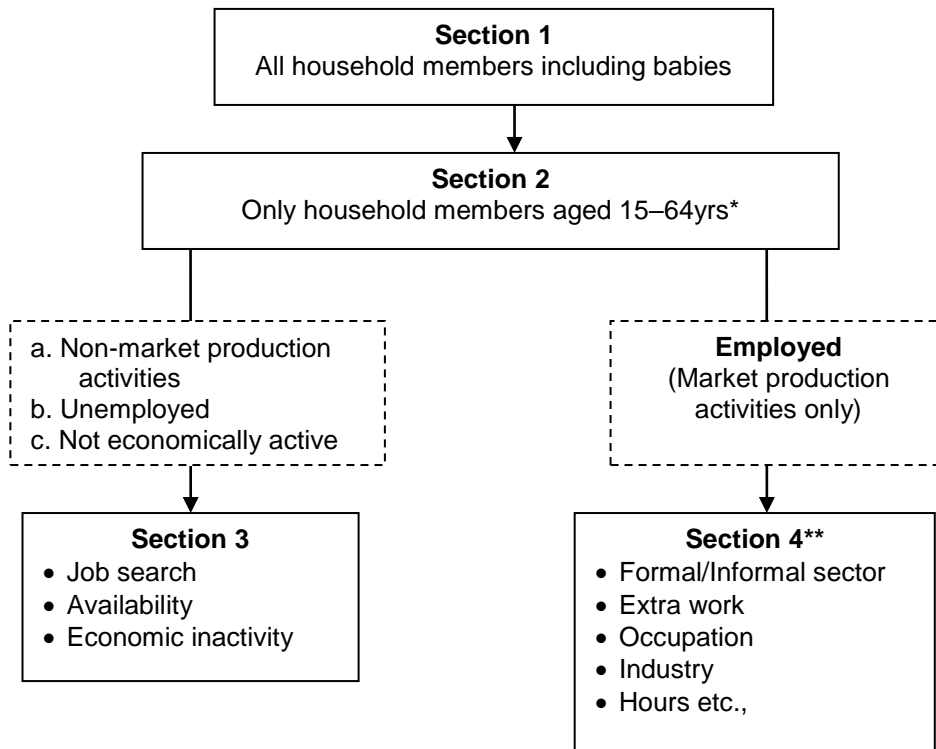 Section 1
All household members including babies
Section 2
Only household members aged 15–64yrs*
a. Non-market production
activities
b. Unemployed
c. Not economically active
Employed
(Market production
activities only)
Section 3
• Job search
• Availability
• Economic inactivity
Section 4**
• Formal/Informal sector
• Extra work
• Occupation
• Industry
• Hours etc.,